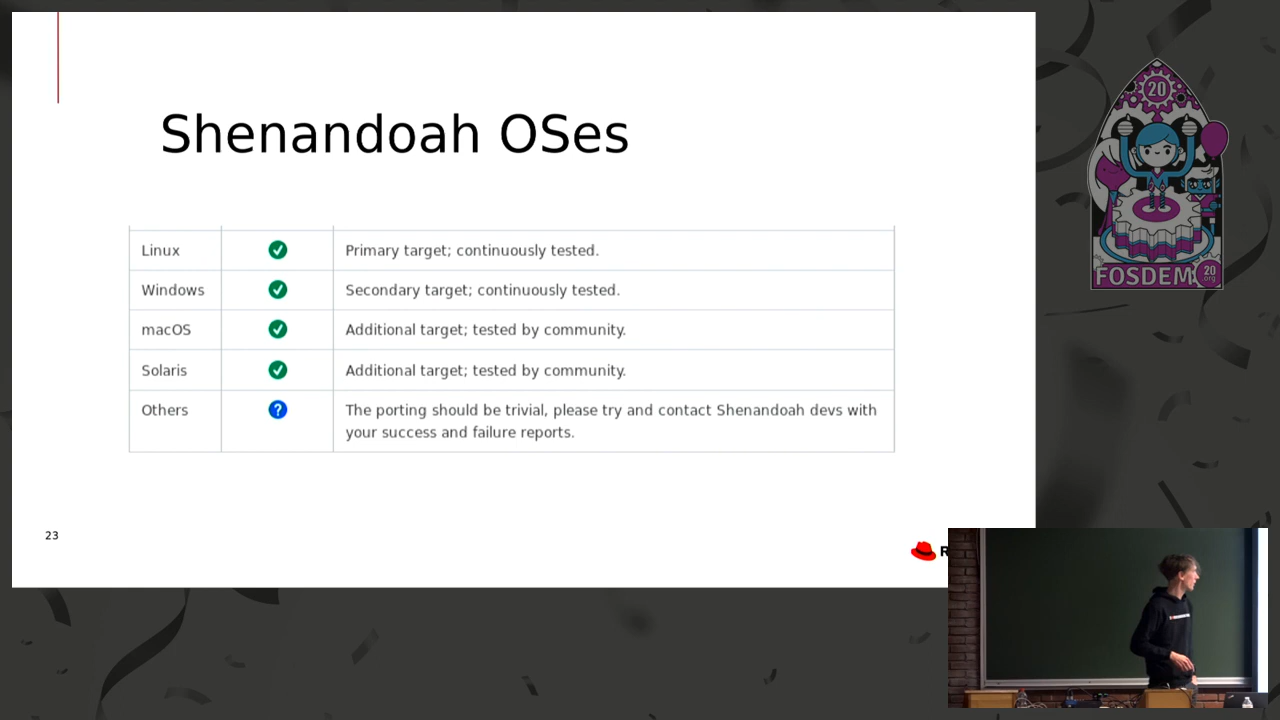 Shenandoah OSes
Linux Primary target; continuously tested.
Windows Secondary target; continuously tested.
macOS Additional target; tested by community.
Solaris Additional target; tested by community.
Others ? The porting should be trivial, please try and contact Shenandoah devs with
your success and failure reports.
23
R
20
FOSDEM
20
org